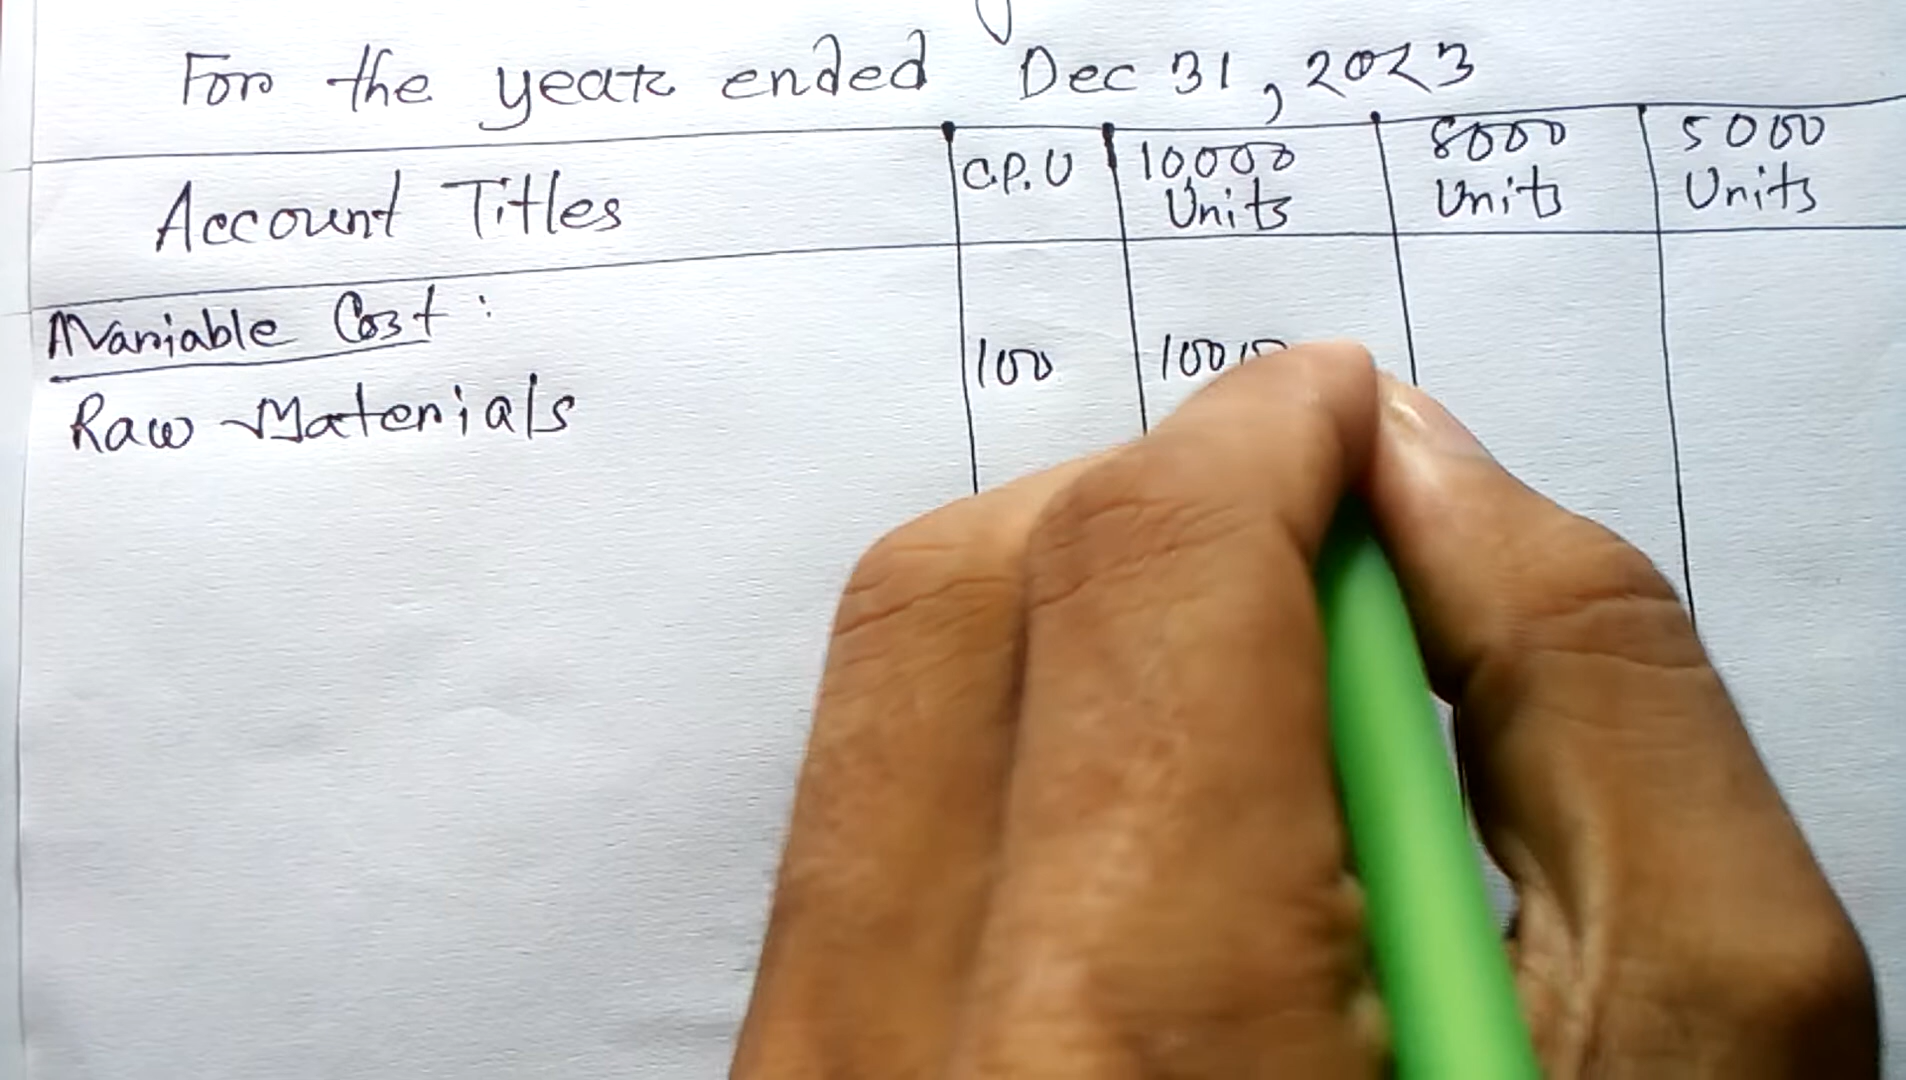 For the year ended Dec 31, 2023
Account Titles
C.P.U
10,000
Units
8000
Units
5000
Units
A Variable Cost:
Raw Materials
100